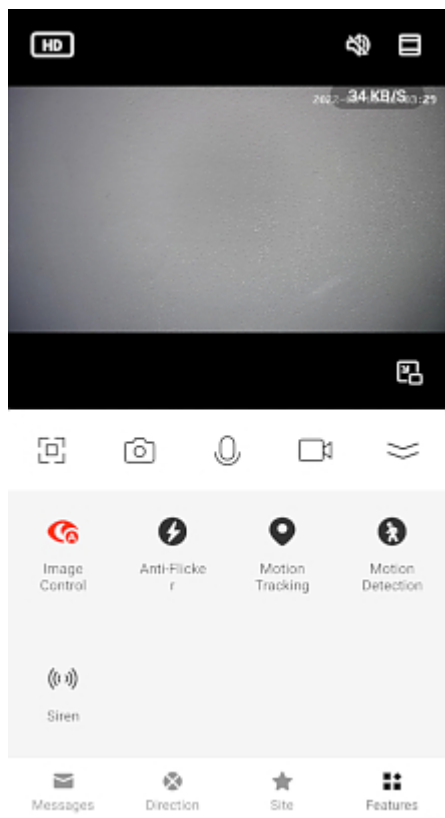 HD
34 KB/S
Image
Control
Anti-Flicke
r
Motion
Tracking
Motion
Detection
Siren
Messages
Direction
Site
Features